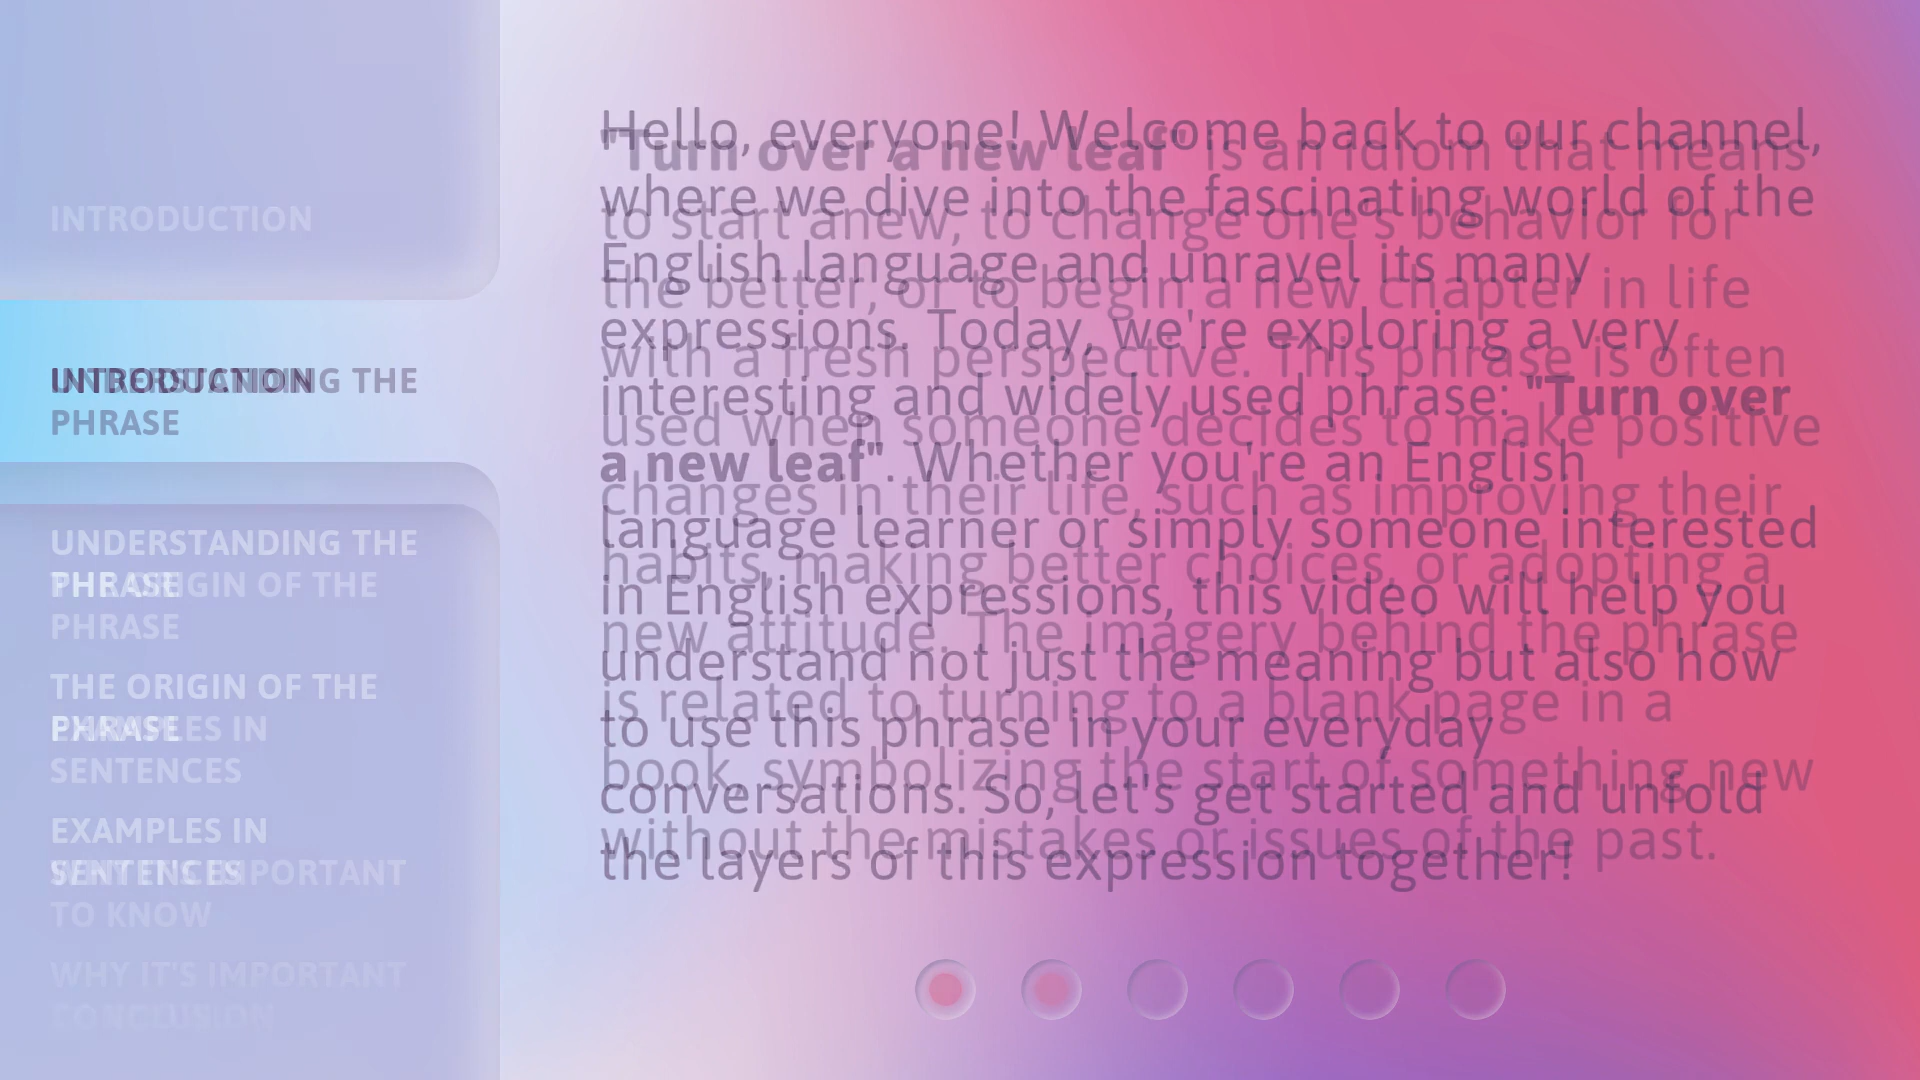 INTRODUCTION
INTRODUCTION
UNDERSTANDING THE
PHRASE
UNDERSTANDING THE
PHRASE
THE ORIGIN OF THE
PHRASE
THE ORIGIN OF THE
PHRASE
EXAMPLES IN
SENTENCES
EXAMPLES IN
SENTENCES
WHY IT'S IMPORTANT
TO KNOW
WHY IT'S IMPORTANT
CONCLUSION
Hello, everyone! Welcome back to our channel,
where we dive into the fascinating world of the
English language and unravel its many
expressions. Today, we're exploring a very
interesting and widely used phrase: "Turn over
a new leaf". Whether you're an English
language learner or simply someone interested
in English expressions, this video will help you
understand not just the meaning but also how
to use this phrase in your everyday
conversations. So, let's get started and unfold
the layers of this expression together!
"Turn over a new leaf" is an idiom that means
to start anew, to change one's behavior for
the better, or to begin a new chapter in life
with a fresh perspective. This phrase is often
used when someone decides to make positive
changes in their life, such as improving their
habits, making better choices, or adopting a
new attitude. The imagery behind the phrase
is related to turning to a blank page in a
book, symbolizing the start of something new
without the mistakes or issues of the past.